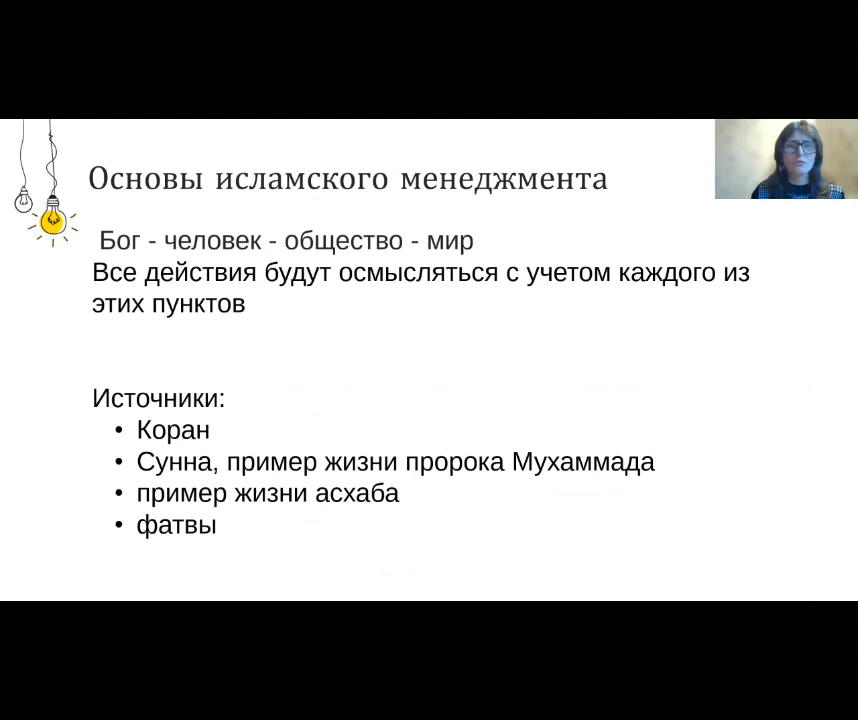 Основы исламского менеджмента
Бог - человек - общество - мир
Все действия будут осмысляться с учетом каждого из
этих пунктов
Источники:
• Коран
• Сунна, пример жизни пророка Мухаммада
• пример жизни асхаба
• фатвы